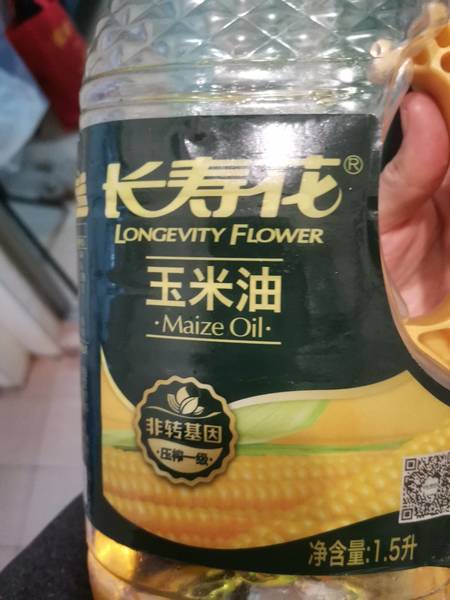 长寿花®
LONGEVITY FLOWER
玉米油
·Maize Oil·
非转基因
·压榨一级·
净含量:1.5升